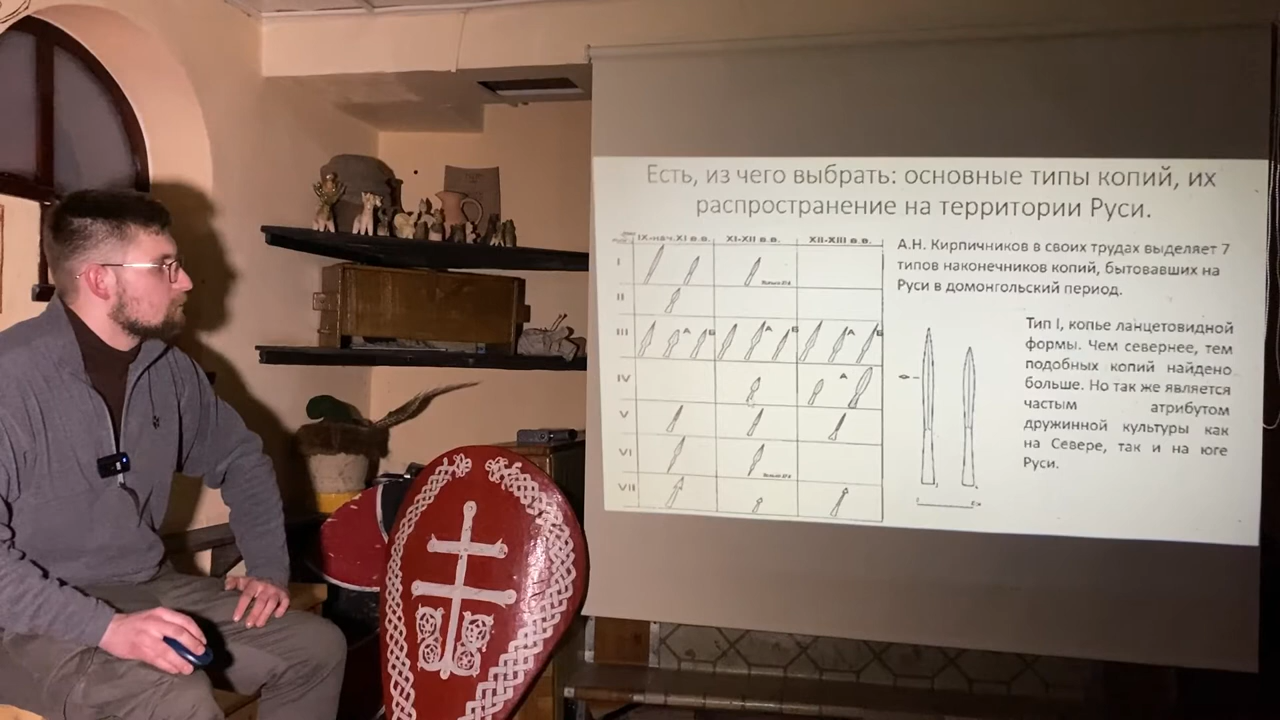 Есть, из чего выбрать: основные типы копий, их
распространение на территории Руси.
IX-нач.XI в.в. XI-XII в.в. XII-XIII в.в.
I
II
III А Б А Б А Б
IV А
V
VI
VII
А.Н. Кирпичников в своих трудах выделяет 7
типов наконечников копий, бытовавших на
Руси в домонгольский период.
Тип I, копье ланцетовидной
формы. Чем севернее, тем
подобных копий найдено
больше. Но так же является
частым атрибутом
дружинной культуры как
на Севере, так и на юге
Руси.